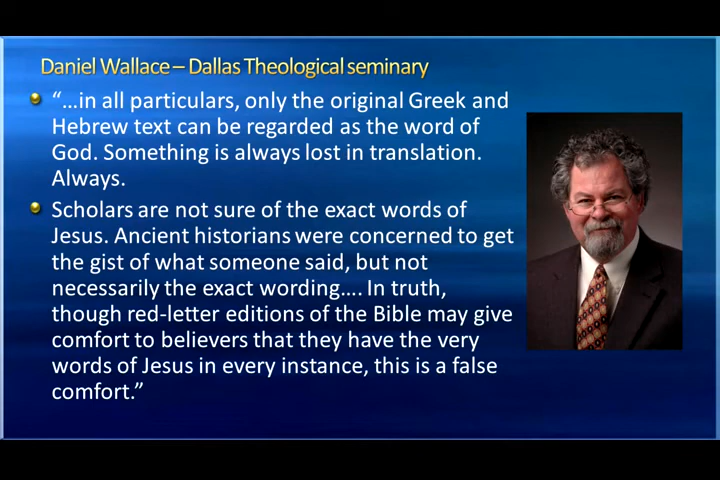 Daniel Wallace – Dallas Theological seminary
“…in all particulars, only the original Greek and
Hebrew text can be regarded as the word of
God. Something is always lost in translation.
Always.
Scholars are not sure of the exact words of
Jesus. Ancient historians were concerned to get
the gist of what someone said, but not
necessarily the exact wording…. In truth,
though red-letter editions of the Bible may give
comfort to believers that they have the very
words of Jesus in every instance, this is a false
comfort.”